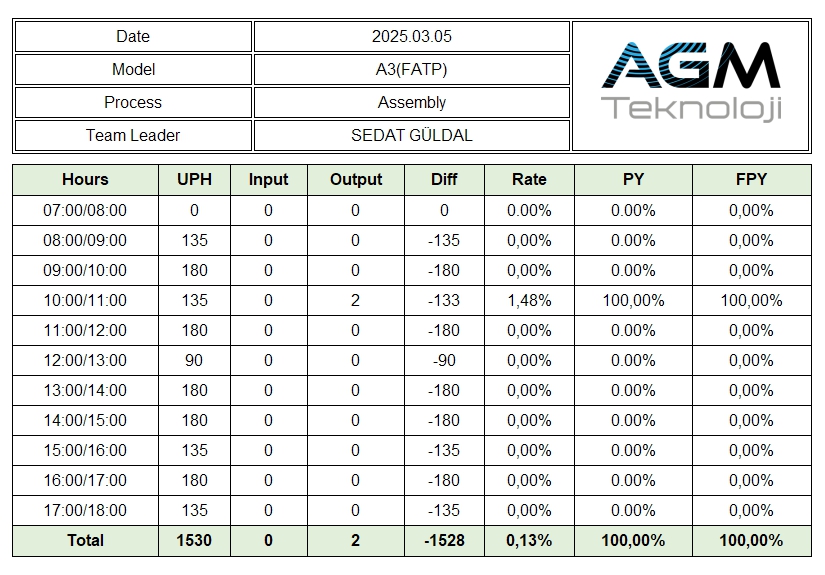 Date 2025.03.05
Model A3(FATP)
Process Assembly
Team Leader SEDAT GÜLDAL
AGM
Teknoloji
Hours UPH Input Output Diff Rate PY FPY
07:00/08:00 0 0 0 0 0.00% 0.00% 0,00%
08:00/09:00 135 0 0 -135 0,00% 0.00% 0,00%
09:00/10:00 180 0 0 -180 0,00% 0.00% 0,00%
10:00/11:00 135 0 2 -133 1,48% 100,00% 100,00%
11:00/12:00 180 0 0 -180 0,00% 0.00% 0,00%
12:00/13:00 90 0 0 -90 0,00% 0.00% 0,00%
13:00/14:00 180 0 0 -180 0,00% 0.00% 0,00%
14:00/15:00 180 0 0 -180 0,00% 0.00% 0,00%
15:00/16:00 135 0 0 -135 0,00% 0.00% 0,00%
16:00/17:00 180 0 0 -180 0,00% 0.00% 0,00%
17:00/18:00 135 0 0 -135 0,00% 0.00% 0,00%
Total 1530 0 2 -1528 0,13% 100,00% 100,00%